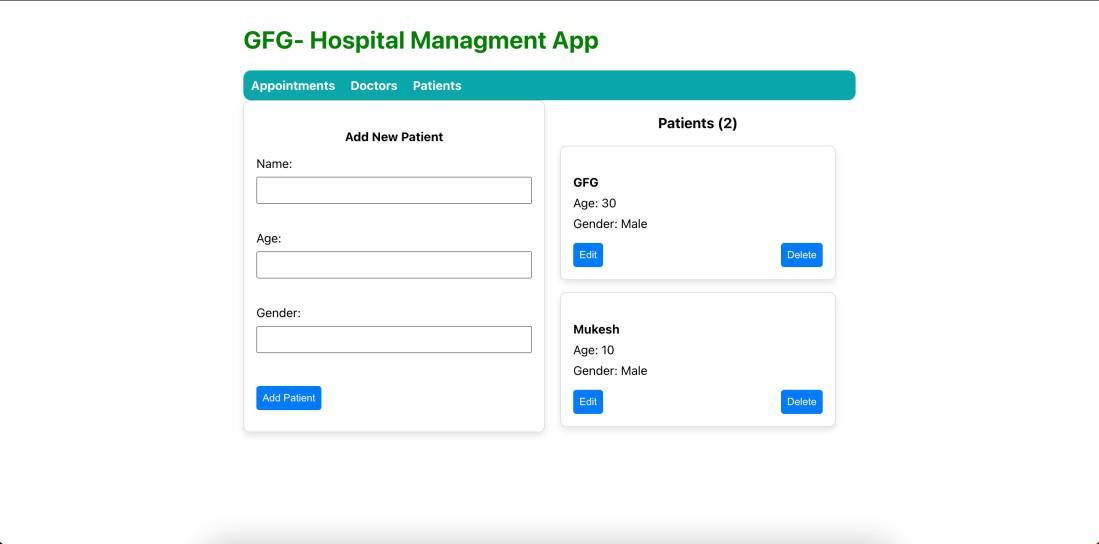 GFG- Hospital Managment App
Appointments Doctors Patients
Add New Patient
Name:
Age:
Gender:
Add Patient
Patients (2)
GFG
Age: 30
Gender: Male
Edit Delete
Mukesh
Age: 10
Gender: Male
Edit Delete